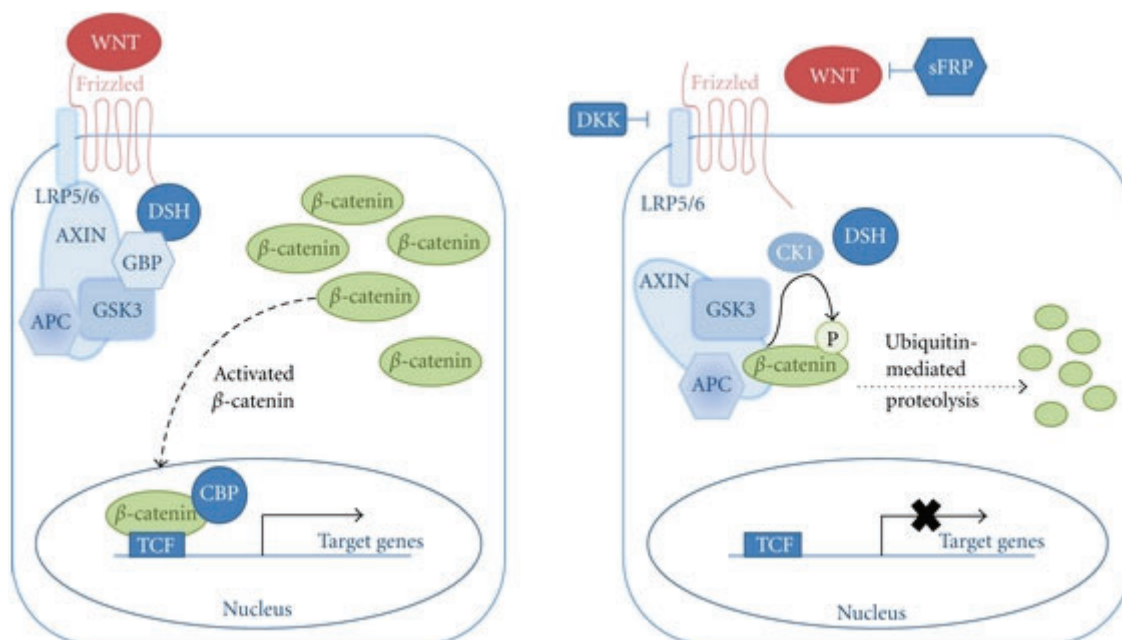 WNT
Frizzled
LRP5/6
DSH
AXIN
GBP
GSK3
APC
β-catenin
β-catenin
β-catenin
β-catenin
β-catenin
Activated
β-catenin
CBP
β-catenin
TCF
Target genes
Nucleus
WNT
sFRP
Frizzled
DKK
LRP5/6
DSH
CK1
AXIN
GSK3
P
β-catenin
APC
Ubiquitin-
mediated
proteolysis
TCF
Target genes
Nucleus